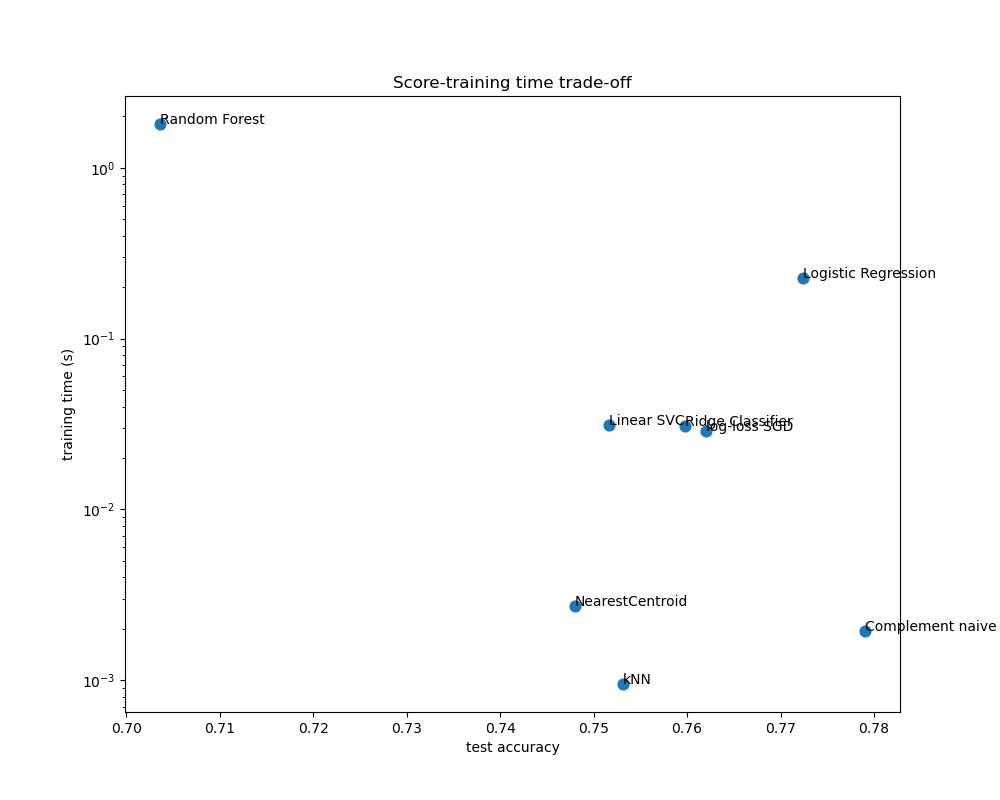 Score-training time trade-off
Random Forest
10⁰
Logistic Regression
10⁻¹
training time (s)
Linear SVC
Ridge Classifier
log-loss SGD
10⁻²
NearestCentroid
Complement naive
kNN
10⁻³
0.70 0.71 0.72 0.73 0.74 0.75 0.76 0.77 0.78
test accuracy